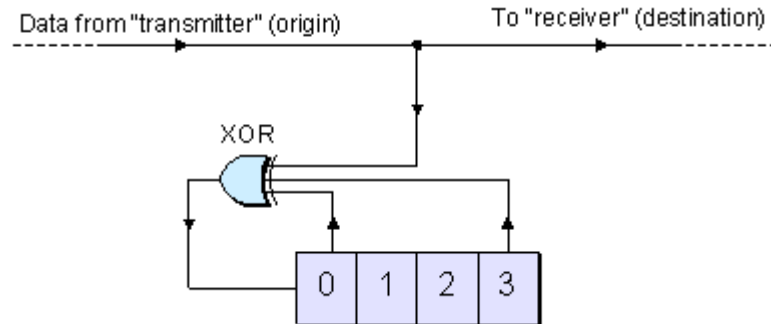 Data from "transmitter" (origin)
To "receiver" (destination)
XOR
0 1 2 3